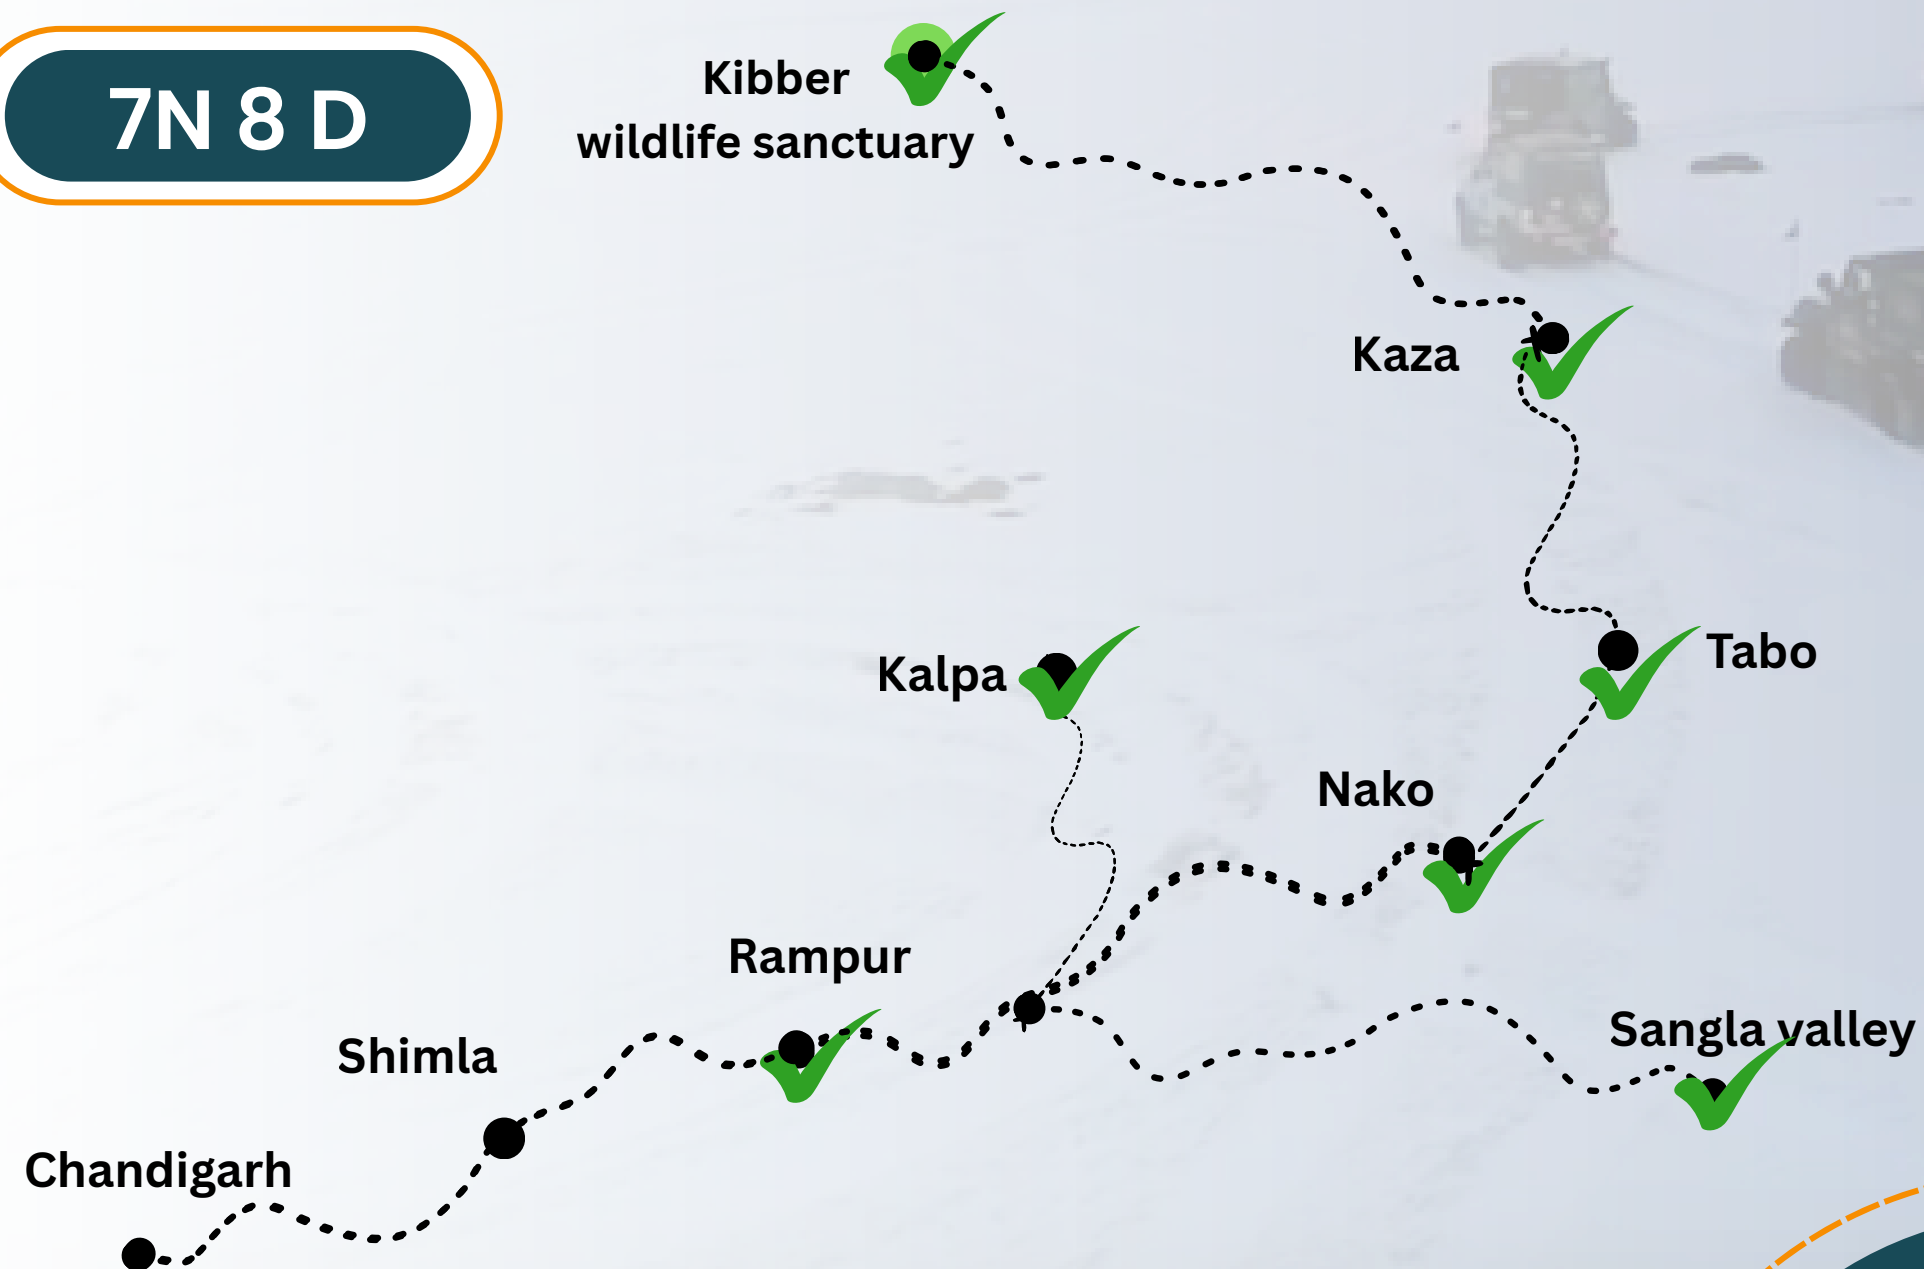 7N 8 D
Kibber
wildlife sanctuary
Kaza
Kalpa
Tabo
Nako
Rampur
Sangla valley
Shimla
Chandigarh